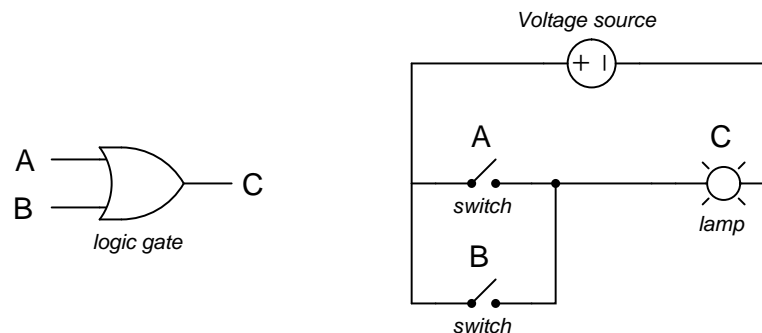 A
B
C
logic gate
Voltage source
+ -
A
switch
B
switch
C
lamp